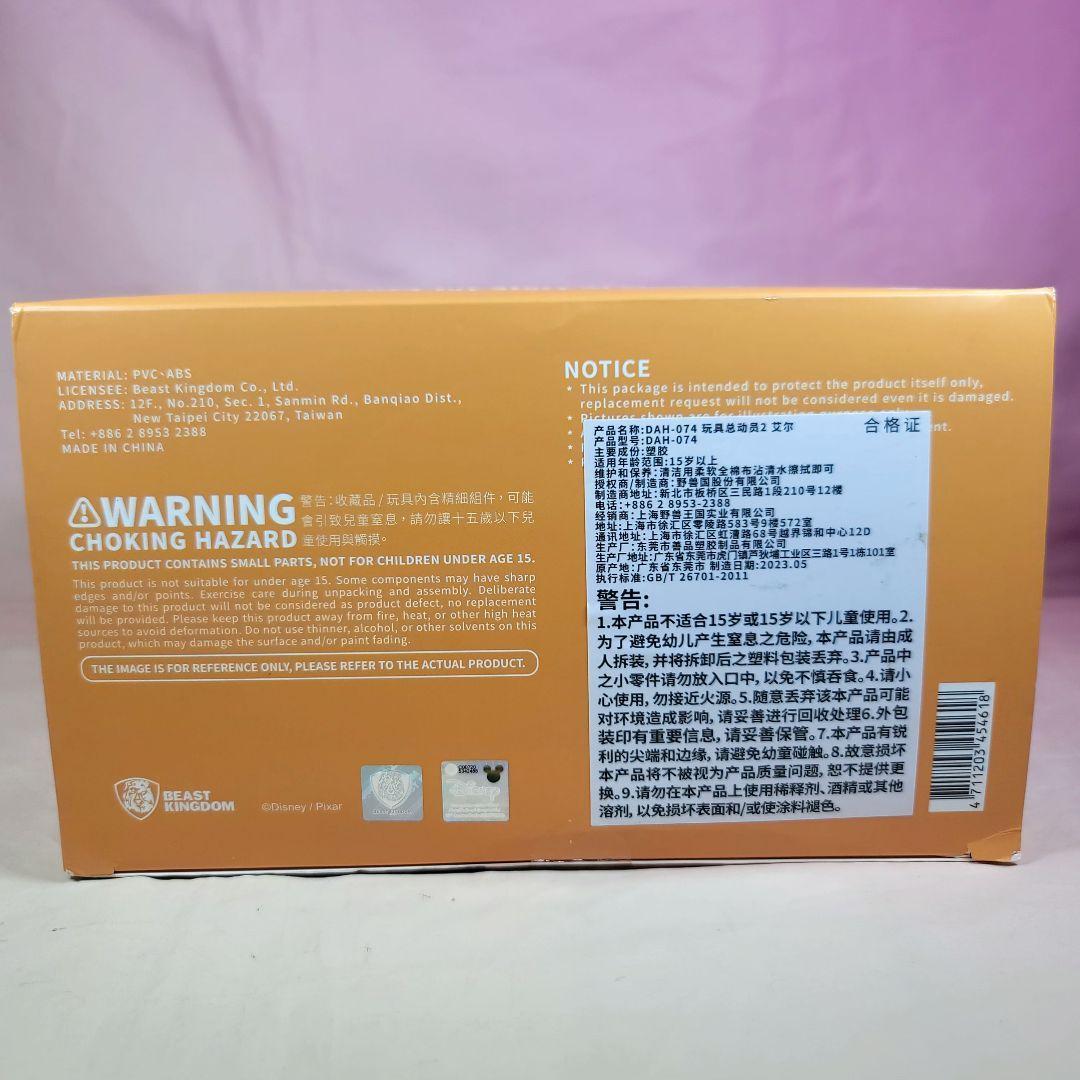 MATERIAL: PVC、ABS
LICENSEE: Beast Kingdom Co., Ltd.
ADDRESS: 12F., No.210, Sec. 1, Sanmin Rd., Banqiao Dist.,
New Taipei City 22067, Taiwan
Tel: +886 2 8953 2388
MADE IN CHINA
WARNING
CHOKING HAZARD
警告:收藏品/玩具內含精細組件，可能
會引致兒童窒息，請勿讓十五歲以下兒
童使用與觸摸。
THIS PRODUCT CONTAINS SMALL PARTS, NOT FOR CHILDREN UNDER AGE 15.
This product is not suitable for under age 15. Some components may have sharp
edges and/or points. Exercise care during unpacking and assembly. Deliberate
damage to this product will not be considered as product defect, no replacement
will be provided. Please keep this product away from fire, heat, or other high heat
sources to avoid deformation. Do not use thinner, alcohol, or other solvents on this
product, which may damage the surface and/or paint fading.
THE IMAGE IS FOR REFERENCE ONLY, PLEASE REFER TO THE ACTUAL PRODUCT.
BEAST
KINGDOM
©Disney / Pixar
Disney
NOTICE
* This package is intended to protect the product itself only,
replacement request will not be considered even it is damaged.
* Pictures shown are for illustration purpose only.
产品名称:DAH-074 玩具总动员2 艾尔
合格证
产品型号:DAH-074
主要成份:塑胶
适用年龄范围:15岁以上
维护和保养:清洁用柔软全棉布沾清水擦拭即可
授权商/制造商:野兽国股份有限公司
制造商地址:新北市板桥区三民路1段210号12楼
电话:+886 2 8953-2388
经销商:上海野兽王国实业有限公司
地址:上海市徐汇区零陵路583号9楼572室
通讯地址:上海市徐汇区虹漕路68号越界锦和中心12D
生产厂:东莞市善品塑胶制品有限公司
生产厂地址:广东省东莞市虎门镇芦狄埔工业区三路1号1栋101室
原产地:广东省东莞市 制造日期:2023.05
执行标准:GB/T 26701-2011
警告:
1.本产品不适合15岁或15岁以下儿童使用。2.
为了避免幼儿产生窒息之危险,本产品请由成
人拆装,并将拆卸后之塑料包装丢弃。3.产品中
之小零件请勿放入口中,以免不慎吞食。4.请小
心使用,勿接近火源。5.随意丢弃该本产品可能
对环境造成影响,请妥善进行回收处理6.外包
装印有重要信息,请妥善保管。7.本产品有锐
利的尖端和边缘,请避免幼童碰触。8.故意损坏
本产品将不被视为产品质量问题,恕不提供更
换。9.请勿在本产品上使用稀释剂、酒精或其他
溶剂,以免损坏表面和/或使涂料褪色。
4 711203 454618